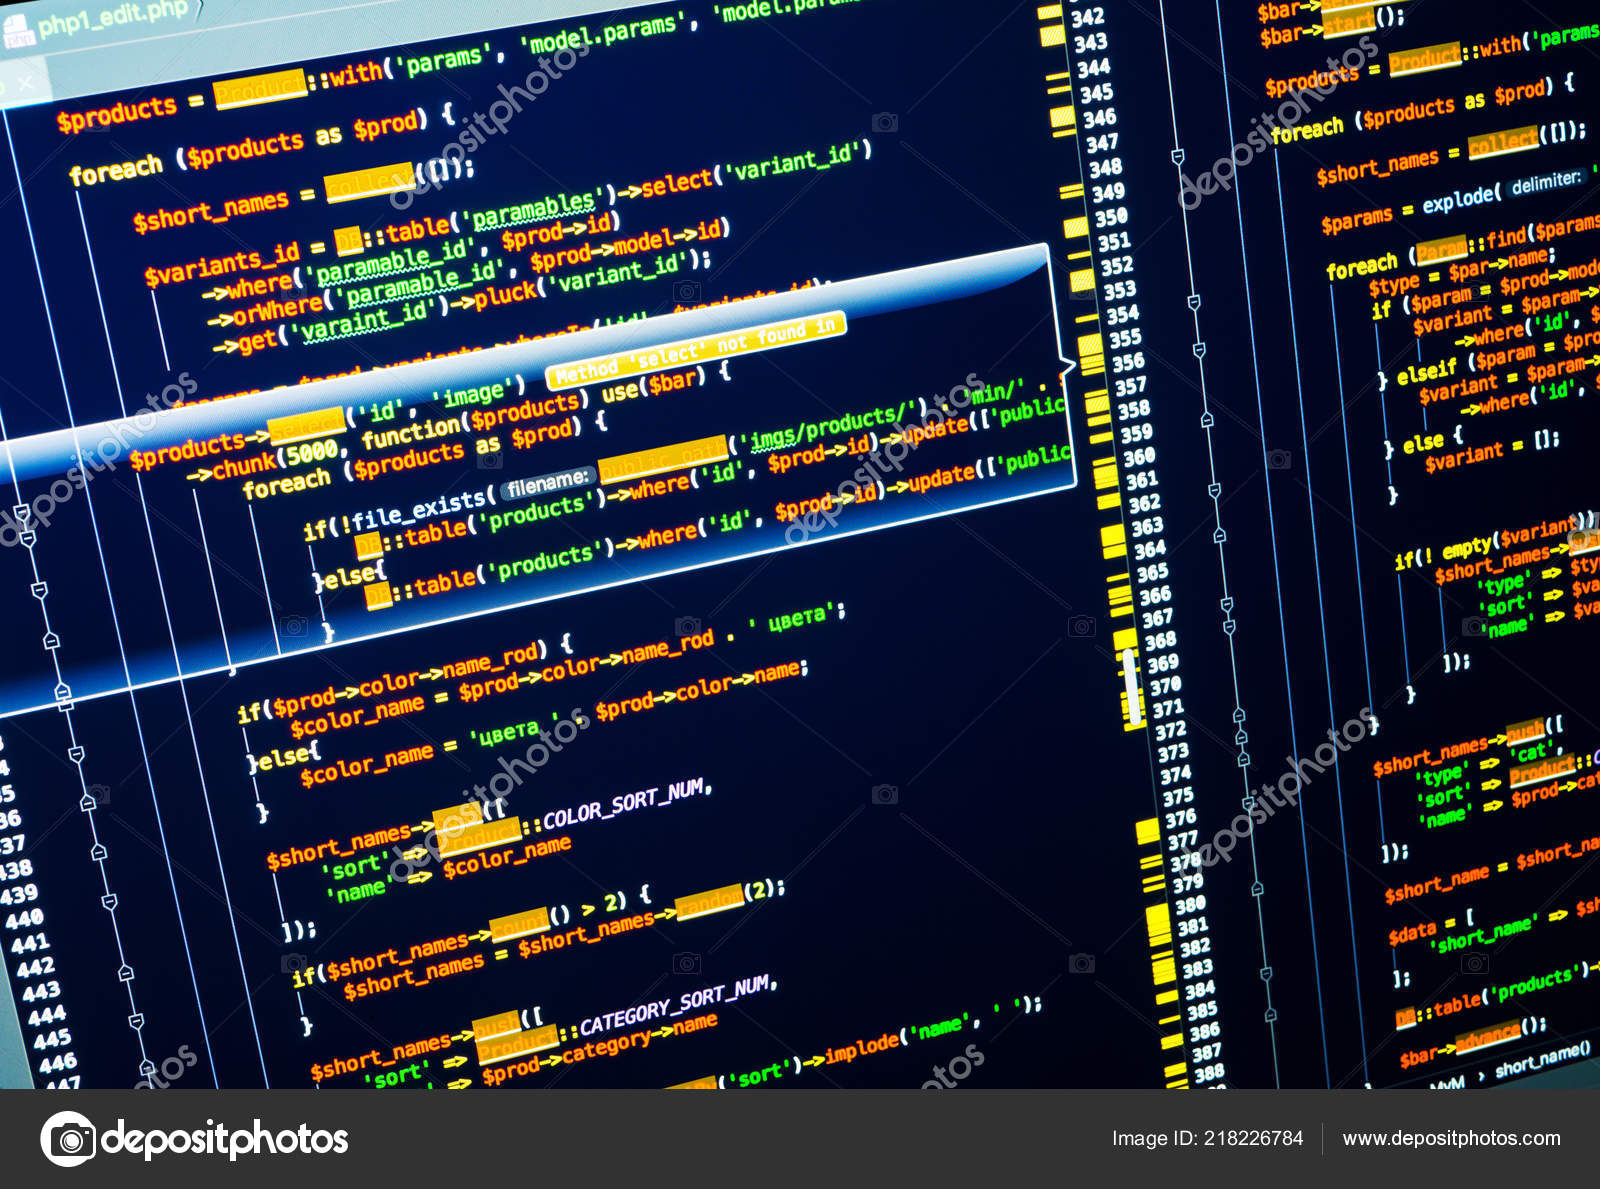 php1_edit.php
$products = Product::with('params', 'model.params', 'model.para
foreach ($products as $prod) {
$short_names = collect([]);
$variants_id = DB::table('paramables')->select('variant_id')
->where('paramable_id', $prod->id)
->orWhere('paramable_id', $prod->model->id)
->get('varaint_id')->pluck('variant_id');
Method 'select' not found in
$products->select('id', 'image')
->chunk(5000, function($products) use($bar) {
foreach ($products as $prod) {
if(!file_exists( filename: public_path('imgs/products/') . 'min/' .
DB::table('products')->where('id', $prod->id)->update(['public
}else{
DB::table('products')->where('id', $prod->id)->update(['public
}
if($prod->color->name_rod) {
$color_name = $prod->color->name_rod . ' цвета';
}else{
$color_name = 'цвета ' . $prod->color->name;
}
$short_names->push([
'sort' => Product::COLOR_SORT_NUM,
'name' => $color_name
]);
if($short_names->count() > 2) {
$short_names = $short_names->random(2);
}
$short_names->push([
'sort' => Product::CATEGORY_SORT_NUM,
'name' => $prod->category->name
('sort')->implode('name', ' ');
438
439
440
441
442
443
444
445
446
447
342
343
344
345
346
347
348
349
350
351
352
353
354
355
356
357
358
359
360
361
362
363
364
365
366
367
368
369
370
371
372
373
374
375
376
377
378
379
380
381
382
383
384
385
386
387
388
$bar->
$bar->start();
$products = Product::with('params
foreach ($products as $prod) {
$short_names = collect([]);
$params = explode( delimiter: '
foreach (Param::find($params
$type = $par->name;
if ($param = $prod->mode
$variant = $param->
->where('id', $
} elseif ($param = $pro
$variant = $param->
->where('id',
} else {
$variant = [];
}
if(! empty($variant))
$short_names->push
'type' => $ty
'sort' => $va
'name' => $va
]);
}
}
$short_names->push([
'type' => 'cat',
'sort' => Product::C
'name' => $prod->cat
]);
$short_name = $short_na
$data = [
'short_name' => $sh
];
DB::table('products')->
$bar->advance();
MyM › short_name()
depositphotos
Image ID: 218226784
www.depositphotos.com